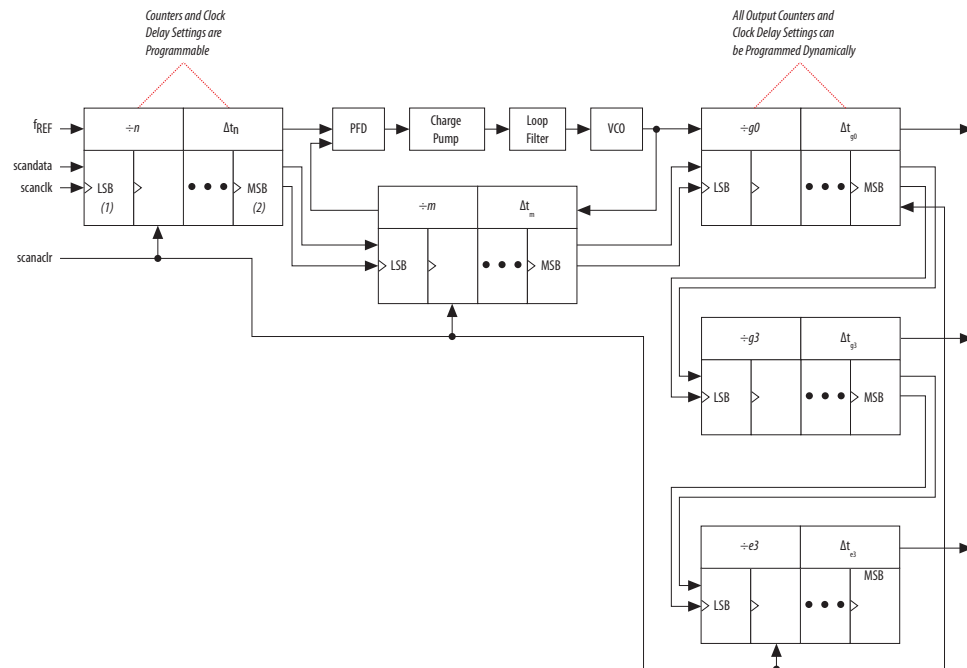 Counters and Clock
Delay Settings are
Programmable
All Output Counters and
Clock Delay Settings can
be Programmed Dynamically
fREF
÷n
Δtn
PFD
Charge
Pump
Loop
Filter
VCO
÷g0
Δtg0
scandata
scanclk
LSB
(1)
MSB
(2)
LSB
MSB
÷m
Δtm
scanaclr
LSB
MSB
÷g3
Δtg3
LSB
MSB
÷e3
Δte3
MSB
LSB